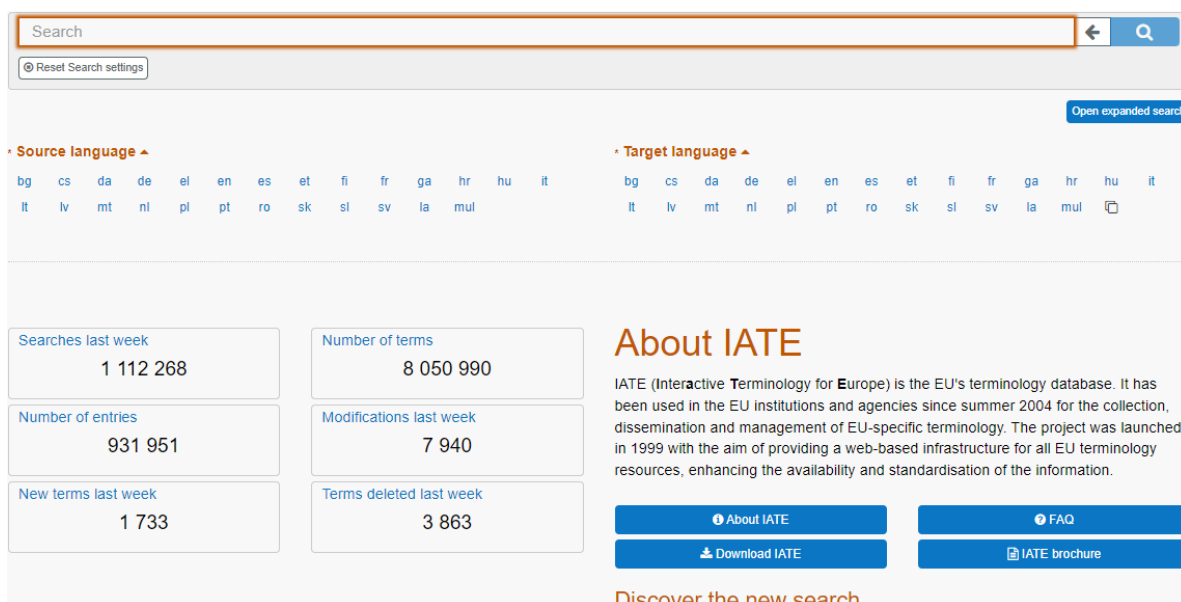 Search
Reset Search settings
Open expanded search
* Source language
bg cs da de el en es et fi fr ga hr hu it
lt lv mt nl pl pt ro sk sl sv la mul
* Target language
bg cs da de el en es et fi fr ga hr hu it
lt lv mt nl pl pt ro sk sl sv la mul
Searches last week
1 112 268
Number of terms
8 050 990
Number of entries
931 951
Modifications last week
7 940
New terms last week
1 733
Terms deleted last week
3 863
About IATE
IATE (Interactive Terminology for Europe) is the EU's terminology database. It has
been used in the EU institutions and agencies since summer 2004 for the collection,
dissemination and management of EU-specific terminology. The project was launched
in 1999 with the aim of providing a web-based infrastructure for all EU terminology
resources, enhancing the availability and standardisation of the information.
About IATE
FAQ
Download IATE
IATE brochure
Discover the new search